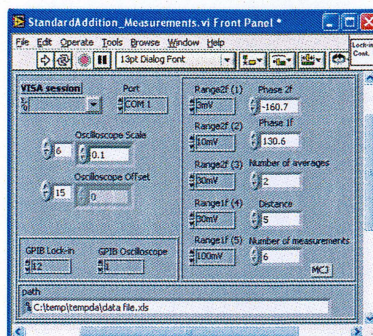 StandardAddition_Measurements.vi Front Panel *
File Edit Operate Tools Browse Window Help
13pt Dialog Font
Lock-in
Cont.
VISA session
Port
COM 1
Oscilloscope Scale
6
0.1
Oscilloscope Offset
15
0
GPIB Lock-in
12
GPIB Oscilloscope
1
Range2f (1)
3mV
Phase 2f
-160.7
Range2f (2)
10mV
Phase 1f
130.6
Range2f (3)
30mV
Number of averages
2
Range1f (4)
30mV
Distance
5
Range1f (5)
100mV
Number of measurements
6
MCJ
path
C:\temp\tempda\data file.xls